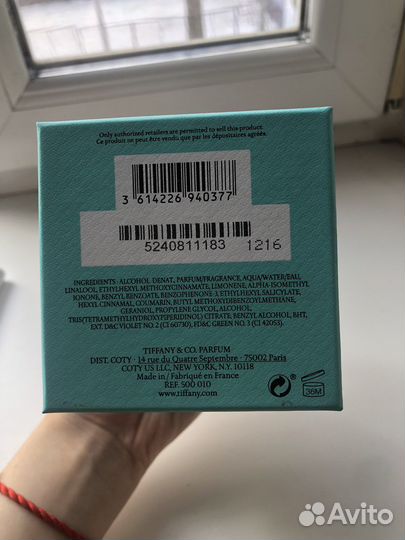 Only authorized retailers are permitted to sell this product.
Ce produit ne peut être vendu que par les dépositaires agréés.
3 614226 940377
5240811183 1216
INGREDIENTS: ALCOHOL DENAT., PARFUM/FRAGRANCE, AQUA/WATER/EAU,
LINALOOL, ETHYLHEXYL METHOXYCINNAMATE, LIMONENE, ALPHA-ISOMETHYL
IONONE, BENZYL BENZOATE, BENZOPHENONE-3, ETHYLHEXYL SALICYLATE,
HEXYL CINNAMAL, COUMARIN, BUTYL METHOXYDIBENZOYLMETHANE,
GERANIOL, PROPYLENE GLYCOL, ALCOHOL,
TRIS(TETRAMETHYLHYDROXYPIPERIDINOL) CITRATE, BENZYL ALCOHOL, BHT,
EXT. D&C VIOLET NO. 2 (CI 60730), FD&C GREEN NO. 3 (CI 42053).
TIFFANY & CO. PARFUM
DIST. COTY - 14 rue du Quatre Septembre - 75002 Paris
COTY US LLC, NEW YORK, N.Y. 10118
Made in / Fabriqué en France
REF. 500 010
www.tiffany.com
36M
Avito